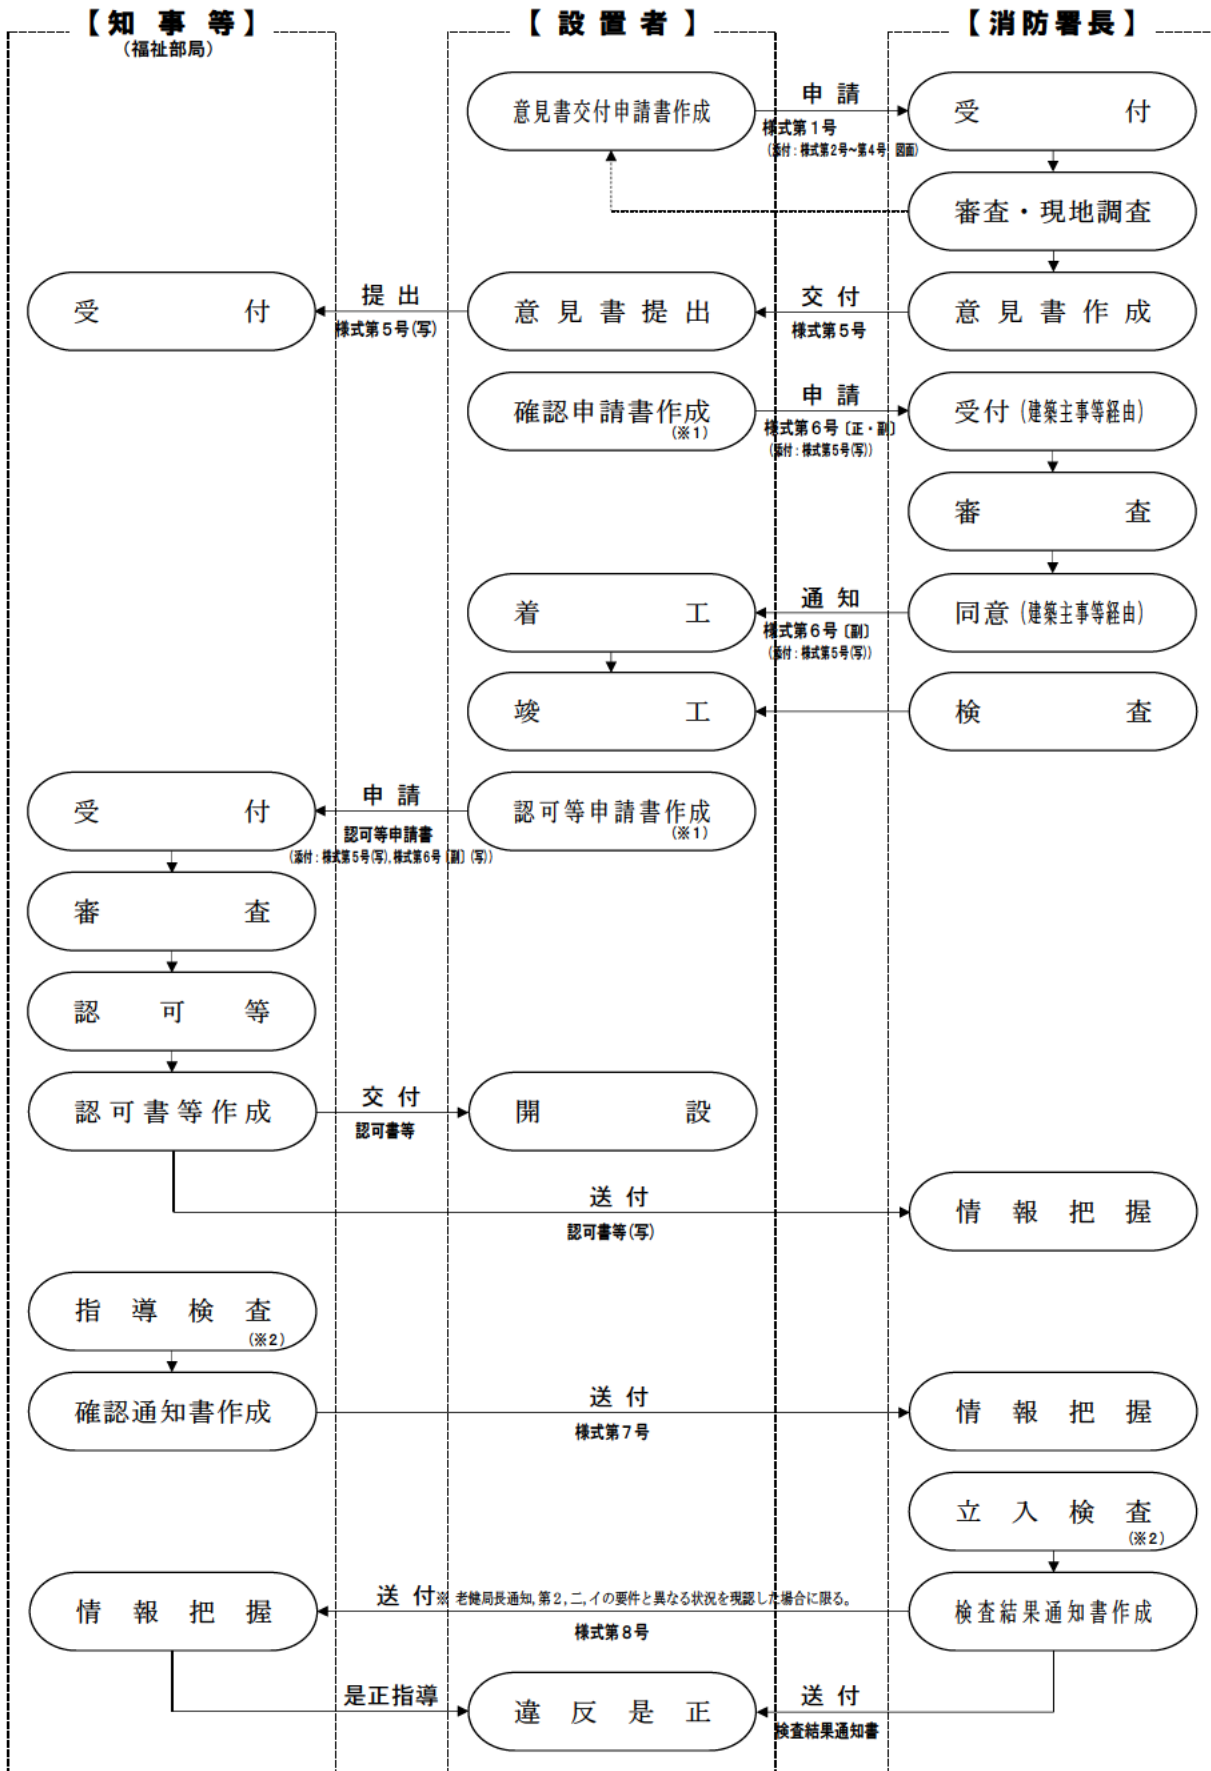 【知事等】
(福祉部局)
【設置者】
【消防署長】
意見書交付申請書作成
申請
様式第1号
(添付:様式第2号~第4号 図面)
受付
審査・現地調査
受付
提出
様式第5号(写)
意見書提出
交付
様式第5号
意見書作成
確認申請書作成
(※1)
申請
様式第6号〔正・副〕
(添付:様式第5号(写))
受付(建築主事等経由)
審査
着工
通知
様式第6号〔副〕
(添付:様式第5号(写))
同意(建築主事等経由)
竣工
検査
受付
申請
認可等申請書
(添付:様式第5号(写),様式第6号〔副〕(写))
認可等申請書作成
(※1)
審査
認可等
認可書等作成
交付
認可書等
開設
送付
認可書等(写)
情報把握
指導検査
(※2)
確認通知書作成
送付
様式第7号
情報把握
立入検査
(※2)
情報把握
送付※ 老健局長通知,第2,二,イの要件と異なる状況を現認した場合に限る。
様式第8号
検査結果通知書作成
是正指導
違反是正
送付
検査結果通知書